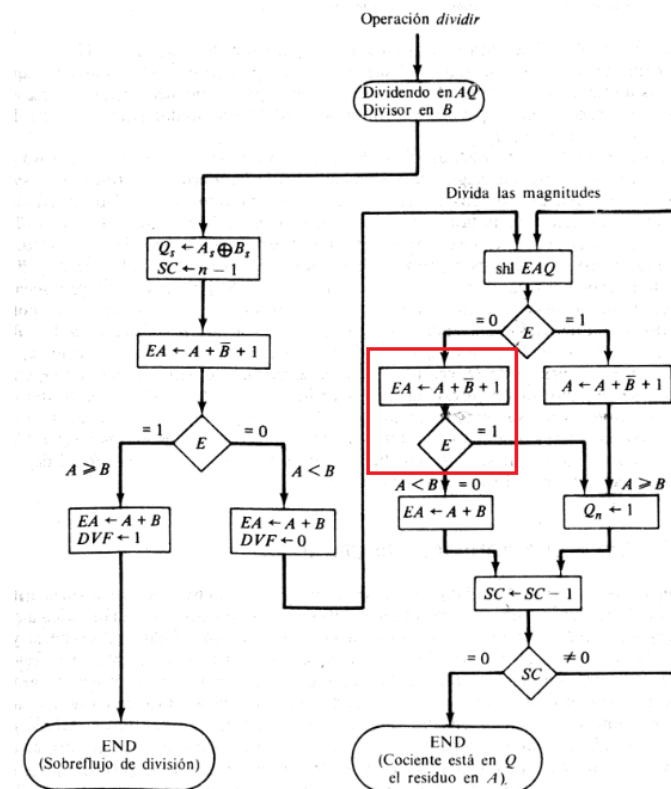 Operación dividir
Dividendo en AQ
Divisor en B
Q_s ← A_s ⊕ B_s
SC ← n − 1
EA ← A + B̅ + 1
E
= 1
= 0
A ⩾ B
A < B
EA ← A + B
DVF ← 1
EA ← A + B
DVF ← 0
END
(Sobreflujo de división)
Divida las magnitudes
shl EAQ
= 0
= 1
E
EA ← A + B̅ + 1
A ← A + B̅ + 1
E
= 1
A < B
= 0
A ⩾ B
EA ← A + B
Q_n ← 1
SC ← SC − 1
= 0
≠ 0
SC
END
(Cociente está en Q
el residuo en A)